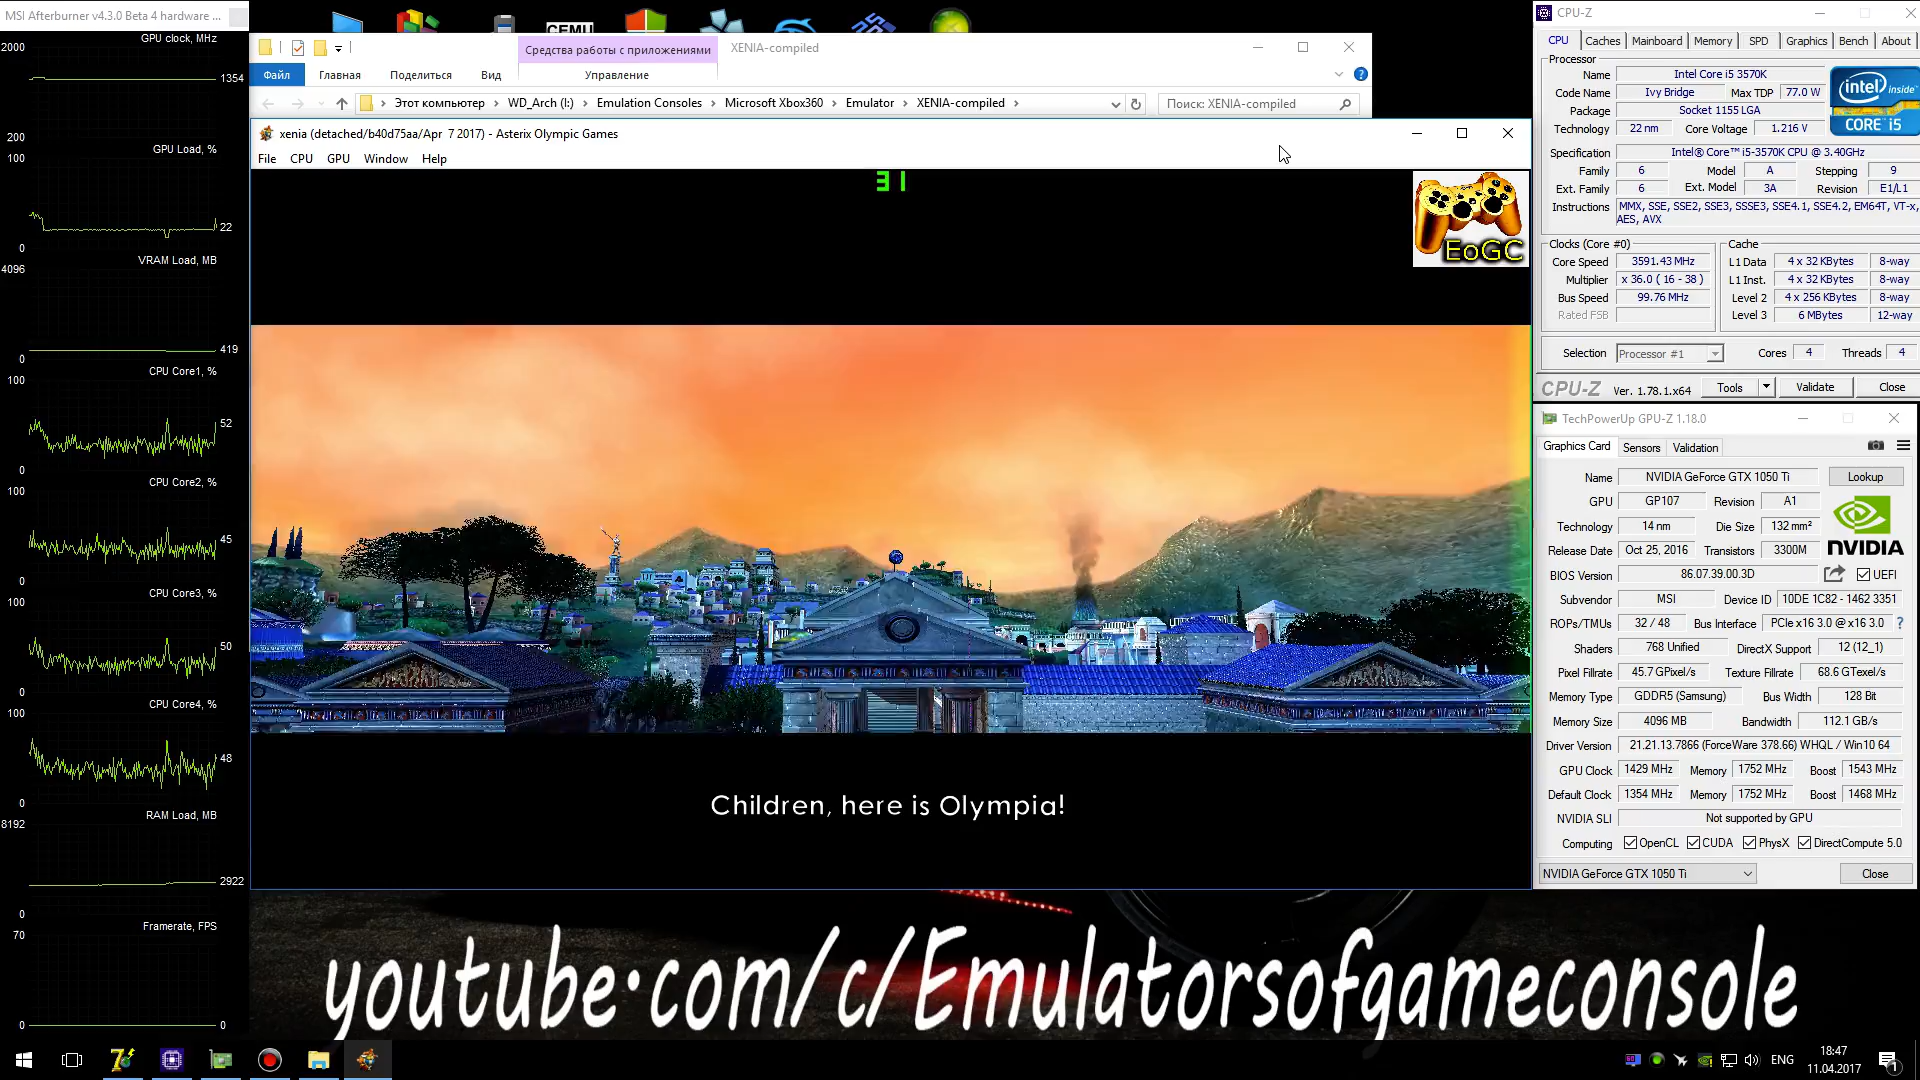 MSI Afterburner v4.3.0 Beta 4 hardware ...
GPU clock, MHz
2000
1354
200
GPU Load, %
100
22
0
VRAM Load, MB
4096
419
0
CPU Core1, %
100
52
0
CPU Core2, %
100
45
0
CPU Core3, %
100
50
0
CPU Core4, %
100
48
0
RAM Load, MB
8192
2922
0
Framerate, FPS
70
0
0
CEMU
Средства работы с приложениями
XENIA-compiled
Файл
Главная
Поделиться
Вид
Управление
Этот компьютер
WD_Arch (I:)
Emulation Consoles
Microsoft Xbox360
Emulator
XENIA-compiled
Поиск: XENIA-compiled
xenia (detached/b40d75aa/Apr 7 2017) - Asterix Olympic Games
File CPU GPU Window Help
31
EoGC
Children, here is Olympia!
youtube.com/c/Emulatorsofgameconsole
CPU-Z
CPU Caches Mainboard Memory SPD Graphics Bench About
Processor
Name Intel Core i5 3570K
Code Name Ivy Bridge Max TDP 77.0 W
Package Socket 1155 LGA
Technology 22 nm Core Voltage 1.216 V
intel inside
CORE i5
Specification Intel® Core™ i5-3570K CPU @ 3.40GHz
Family 6 Model A Stepping 9
Ext. Family 6 Ext. Model 3A Revision E1/L1
Instructions MMX, SSE, SSE2, SSE3, SSSE3, SSE4.1, SSE4.2, EM64T, VT-x,
AES, AVX
Clocks (Core #0)
Core Speed 3591.43 MHz
Multiplier x 36.0 ( 16 - 38 )
Bus Speed 99.76 MHz
Rated FSB
Cache
L1 Data 4 x 32 KBytes 8-way
L1 Inst. 4 x 32 KBytes 8-way
Level 2 4 x 256 KBytes 8-way
Level 3 6 MBytes 12-way
Selection Processor #1 Cores 4 Threads 4
CPU-Z Ver. 1.78.1.x64 Tools Validate Close
TechPowerUp GPU-Z 1.18.0
Graphics Card Sensors Validation
Name NVIDIA GeForce GTX 1050 Ti Lookup
GPU GP107 Revision A1
Technology 14 nm Die Size 132 mm²
Release Date Oct 25, 2016 Transistors 3300M
NVIDIA
BIOS Version 86.07.39.00.3D UEFI
Subvendor MSI Device ID 10DE 1C82 - 1462 3351
ROPs/TMUs 32 / 48 Bus Interface PCIe x16 3.0 @ x16 3.0 ?
Shaders 768 Unified DirectX Support 12 (12_1)
Pixel Fillrate 45.7 GPixel/s Texture Fillrate 68.6 GTexel/s
Memory Type GDDR5 (Samsung) Bus Width 128 Bit
Memory Size 4096 MB Bandwidth 112.1 GB/s
Driver Version 21.21.13.7866 (ForceWare 378.66) WHQL / Win10 64
GPU Clock 1429 MHz Memory 1752 MHz Boost 1543 MHz
Default Clock 1354 MHz Memory 1752 MHz Boost 1468 MHz
NVIDIA SLI Not supported by GPU
Computing OpenCL CUDA PhysX DirectCompute 5.0
NVIDIA GeForce GTX 1050 Ti Close
ENG
18:47
11.04.2017
1